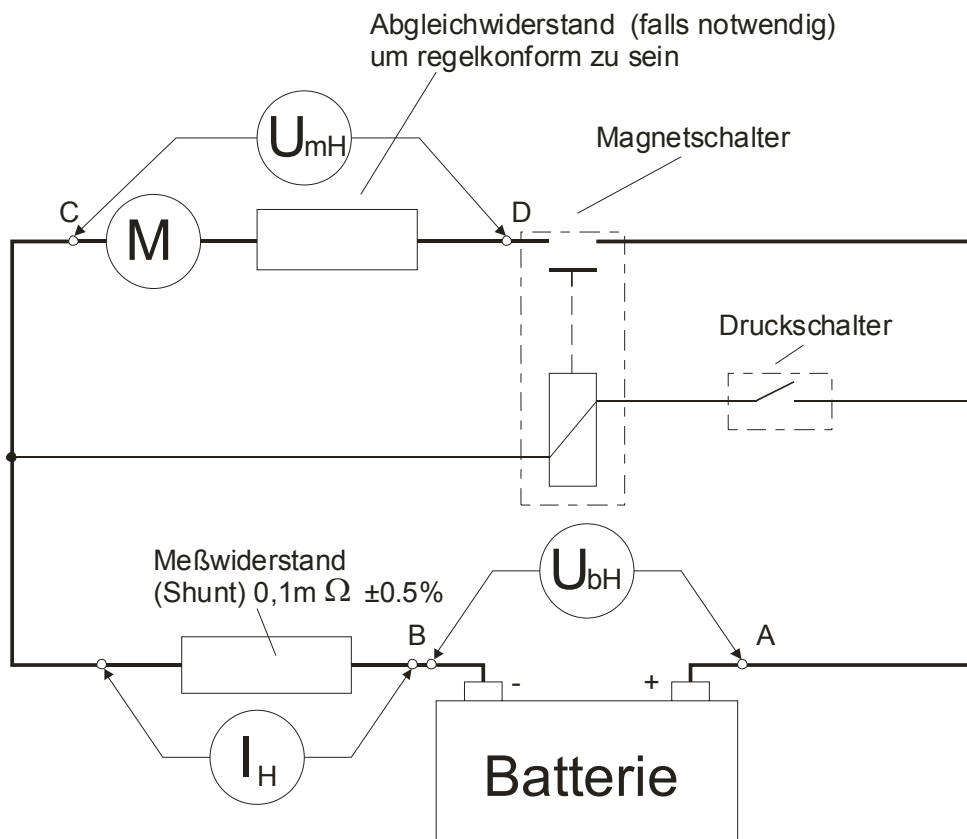 Abgleichwiderstand (falls notwendig)
um regelkonform zu sein
UmH
Magnetschalter
C
D
M
Druckschalter
Meßwiderstand
(Shunt) 0,1m Ω ±0.5%
UbH
B
A
- +
IH
Batterie